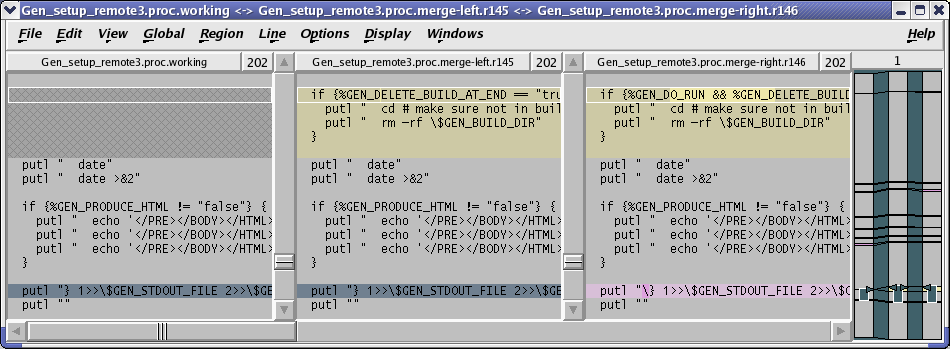 Gen_setup_remote3.proc.working <-> Gen_setup_remote3.proc.merge-left.r145 <-> Gen_setup_remote3.proc.merge-right.r146
File Edit View Global Region Line Options Display Windows Help
Gen_setup_remote3.proc.working 202 Gen_setup_remote3.proc.merge-left.r145 202 Gen_setup_remote3.proc.merge-right.r146 202 1
putl "  date"
putl "  date >&2"
if {%GEN_PRODUCE_HTML != "false"} {
putl "  echo '</PRE></BODY></HTML>
putl "  echo '</PRE></BODY></HTML>
putl "  echo '</PRE></BODY></HTML>
}
putl "} 1>>\$GEN_STDOUT_FILE 2>>\$GE
putl ""
if {%GEN_DELETE_BUILD_AT_END == "tru
putl "  cd # make sure not in buil
putl "  rm -rf \$GEN_BUILD_DIR"
}
putl "  date"
putl "  date >&2"
if {%GEN_PRODUCE_HTML != "false"} {
putl "  echo '</PRE></BODY></HTML>
putl "  echo '</PRE></BODY></HTML>
putl "  echo '</PRE></BODY></HTML>
}
putl "} 1>>\$GEN_STDOUT_FILE 2>>\$GE
putl ""
if {%GEN_DO_RUN && %GEN_DELETE_BUILD
putl "  cd # make sure not in buil
putl "  rm -rf \$GEN_BUILD_DIR"
}
putl "  date"
putl "  date >&2"
if {%GEN_PRODUCE_HTML != "false"} {
putl "  echo '</PRE></BODY></HTML>
putl "  echo '</PRE></BODY></HTML>
putl "  echo '</PRE></BODY></HTML>
}
putl "\} 1>>\$GEN_STDOUT_FILE 2>>\$G
putl ""